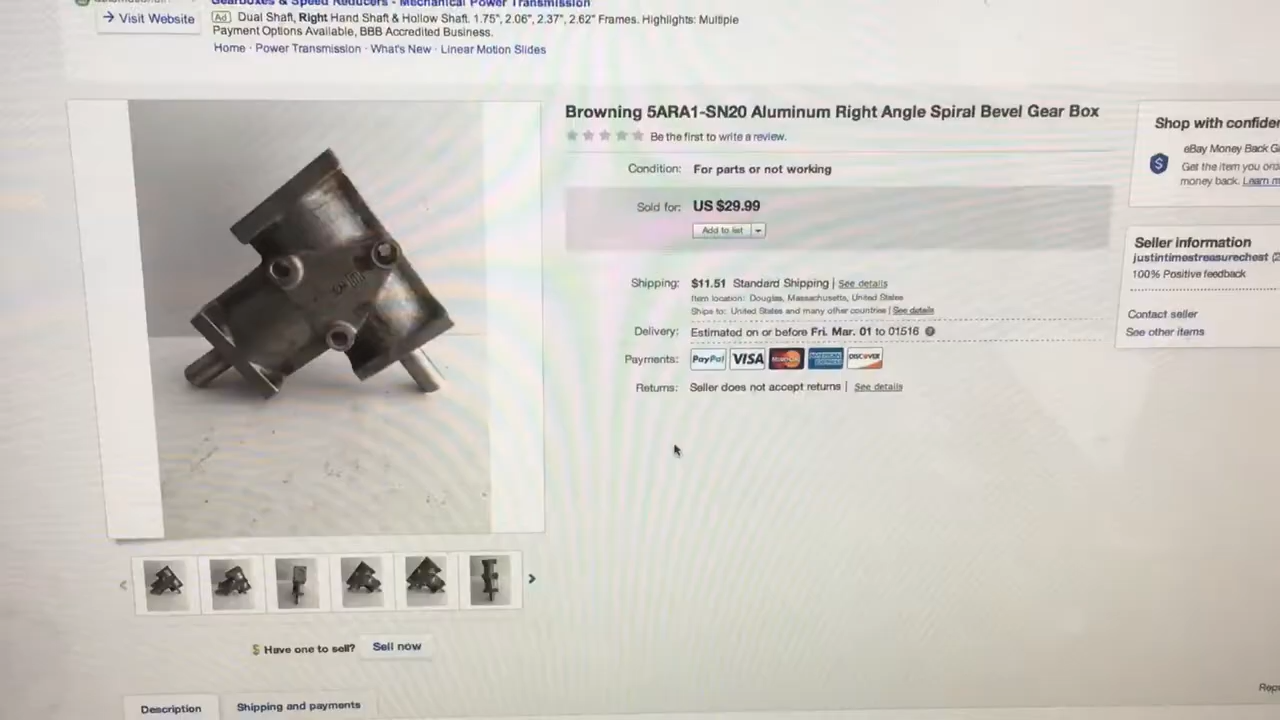 Gearboxes & Speed Reducers - Mechanical Power Transmission
→ Visit Website
Ad Dual Shaft, Right Hand Shaft & Hollow Shaft. 1.75", 2.06", 2.37", 2.62" Frames. Highlights: Multiple
Payment Options Available, BBB Accredited Business.
Home · Power Transmission · What's New · Linear Motion Slides
Browning 5ARA1-SN20 Aluminum Right Angle Spiral Bevel Gear Box
Be the first to write a review.
Condition: For parts or not working
Sold for: US $29.99
Add to list
Shipping: $11.51 Standard Shipping | See details
Item location: Douglas, Massachusetts, United States
Ships to: United States and many other countries | See details
Delivery: Estimated on or before Fri. Mar. 01 to 01516
Payments: PayPal VISA MasterCard AMERICAN EXPRESS DISCOVER
Returns: Seller does not accept returns | See details
Shop with confiden
eBay Money Back G
Get the item you ord
money back. Learn m
Seller information
justintimestreasurechest (2
100% Positive feedback
Contact seller
See other items
$ Have one to sell? Sell now
Description
Shipping and payments
Repo